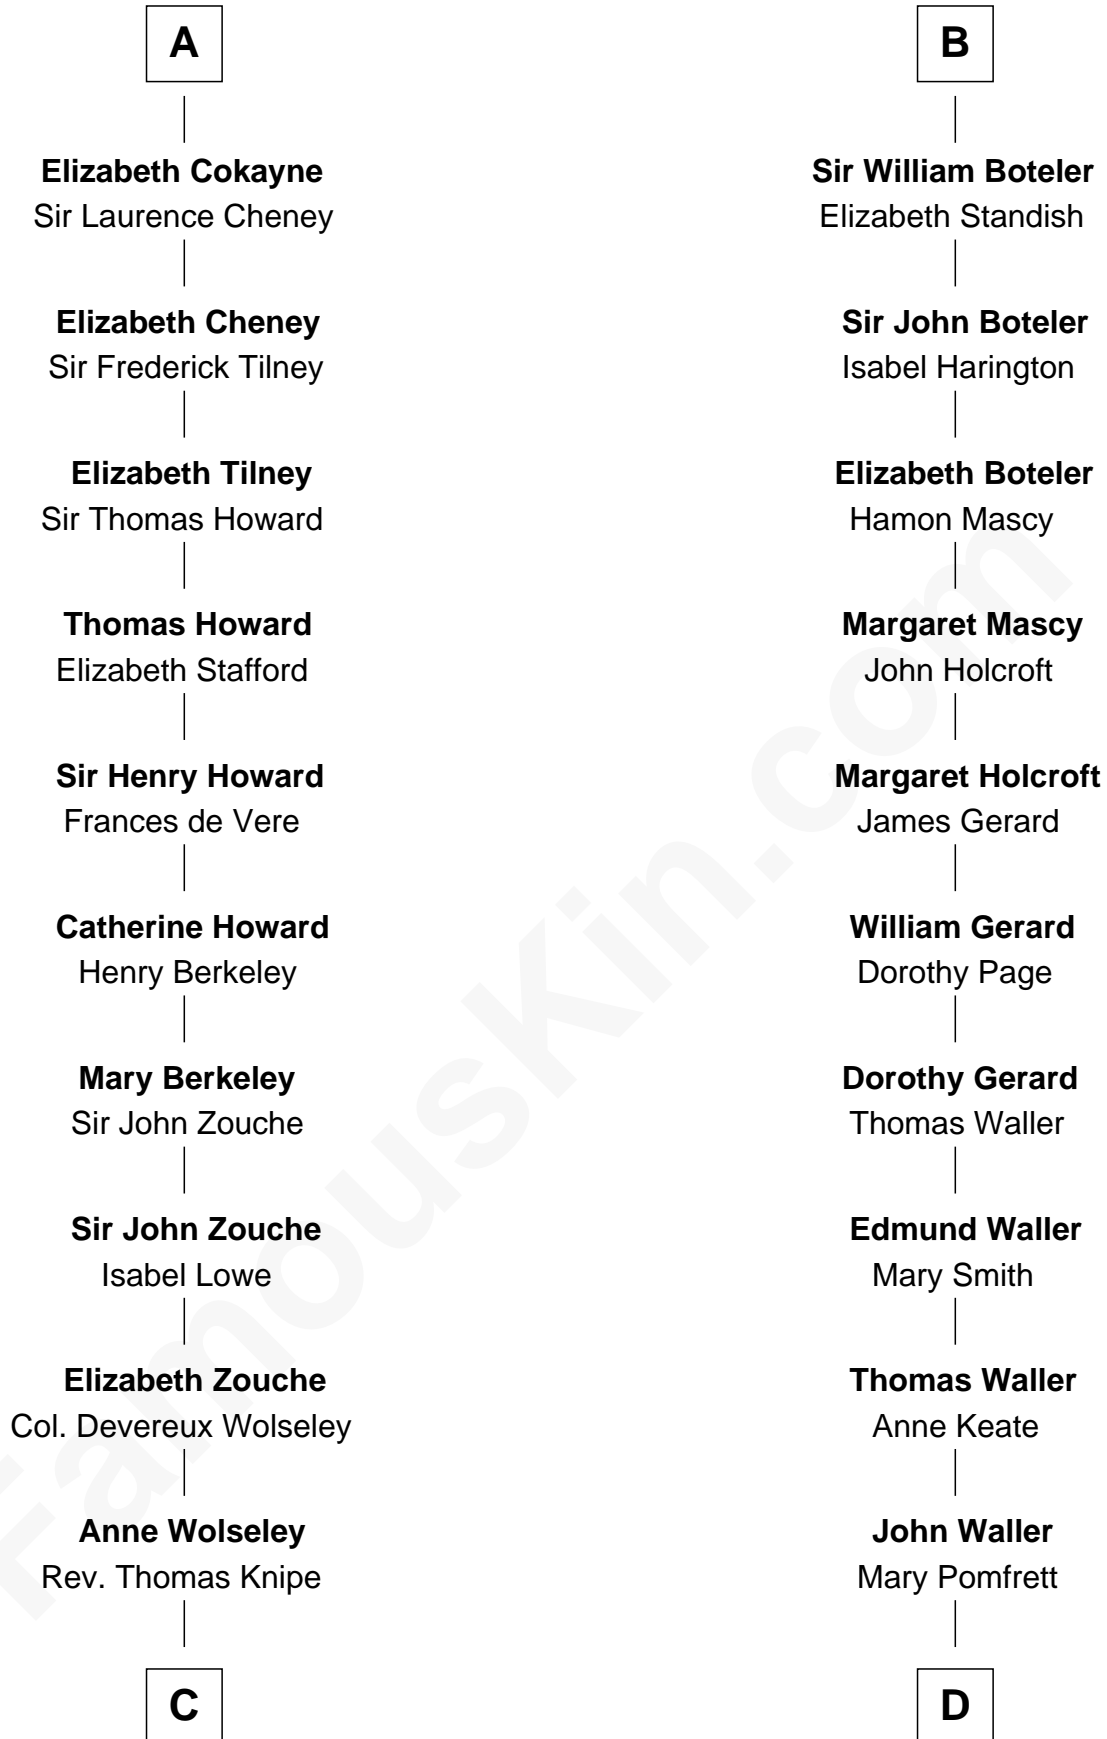 A
Elizabeth Cokayne
Sir Laurence Cheney
Elizabeth Cheney
Sir Frederick Tilney
Elizabeth Tilney
Sir Thomas Howard
Thomas Howard
Elizabeth Stafford
Sir Henry Howard
Frances de Vere
Catherine Howard
Henry Berkeley
Mary Berkeley
Sir John Zouche
Sir John Zouche
Isabel Lowe
Elizabeth Zouche
Col. Devereux Wolseley
Anne Wolseley
Rev. Thomas Knipe
C
B
Sir William Boteler
Elizabeth Standish
Sir John Boteler
Isabel Harington
Elizabeth Boteler
Hamon Mascy
Margaret Mascy
John Holcroft
Margaret Holcroft
James Gerard
William Gerard
Dorothy Page
Dorothy Gerard
Thomas Waller
Edmund Waller
Mary Smith
Thomas Waller
Anne Keate
John Waller
Mary Pomfrett
D
FamousKin.com